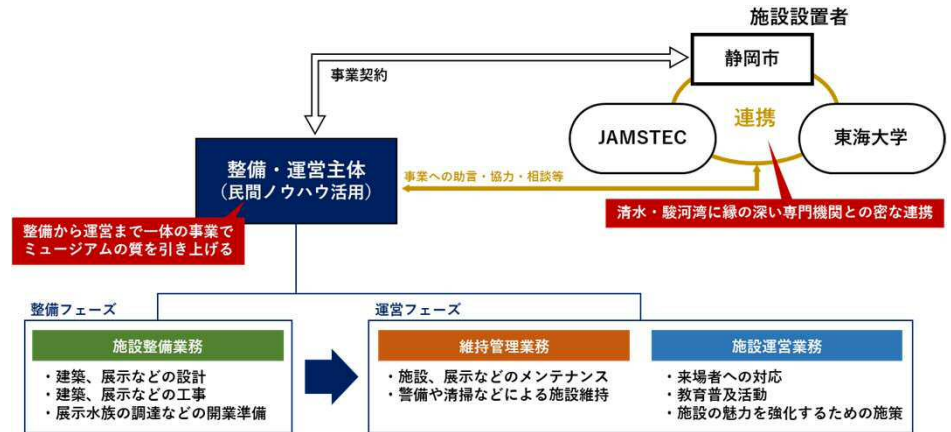 施設設置者
静岡市
事業契約
連携
JAMSTEC
東海大学
整備・運営主体
（民間ノウハウ活用）
事業への助言・協力・相談等
清水・駿河湾に縁の深い専門機関との密な連携
整備から運営まで一体の事業で
ミュージアムの質を引き上げる
整備フェーズ
運営フェーズ
施設整備業務
・建築、展示などの設計
・建築、展示などの工事
・展示水族の調達などの開業準備
維持管理業務
・施設、展示などのメンテナンス
・警備や清掃などによる施設維持
施設運営業務
・来場者への対応
・教育普及活動
・施設の魅力を強化するための施策